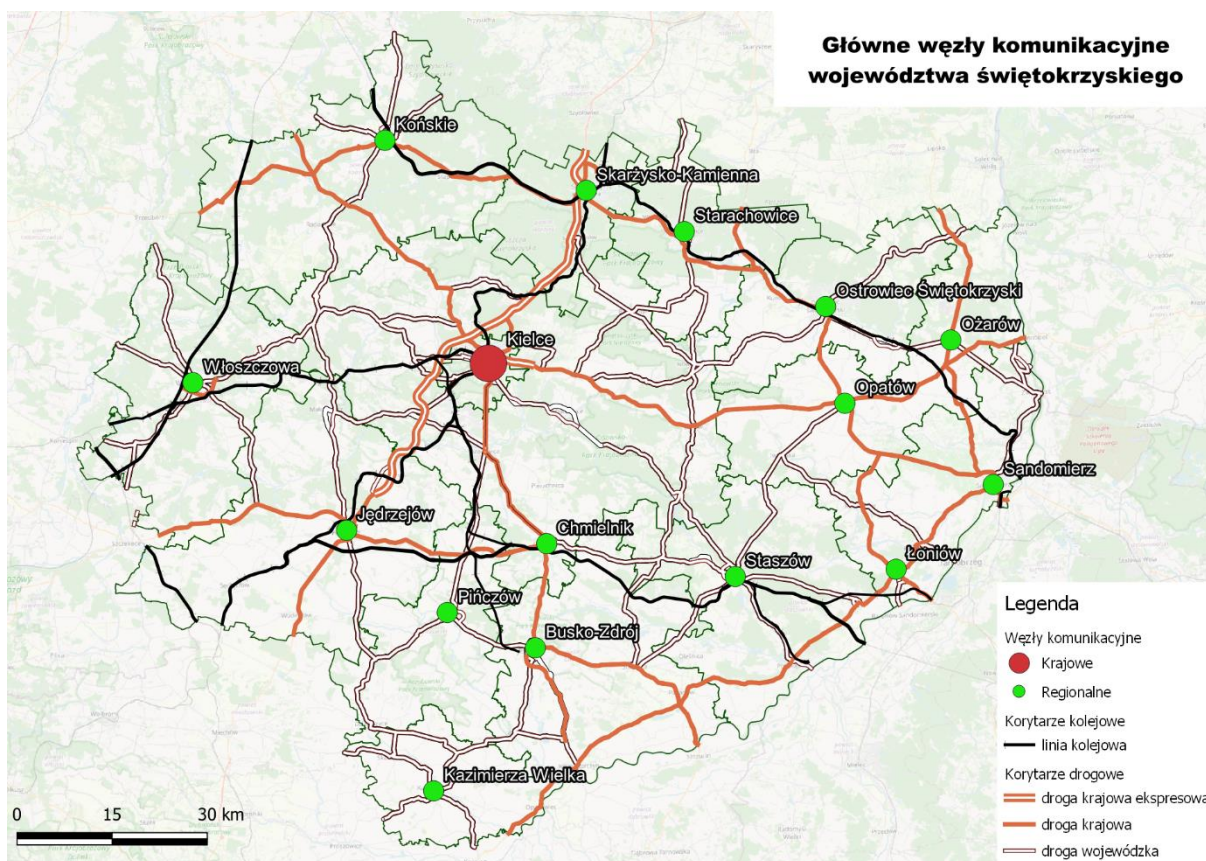 Główne węzły komunikacyjne
województwa świętokrzyskiego
Końskie
Skarżysko-Kamienna
Starachowice
Ostrowiec Świętokrzyski
Ożarów
Kielce
Włoszczowa
Opatów
Sandomierz
Jędrzejów
Chmielnik
Łoniów
Staszów
Pińczów
Busko-Zdrój
Kazimierza Wielka
0 15 30 km
Legenda
Węzły komunikacyjne
Krajowe
Regionalne
Korytarze kolejowe
linia kolejowa
Korytarze drogowe
droga krajowa ekspresowa
droga krajowa
droga wojewódzka